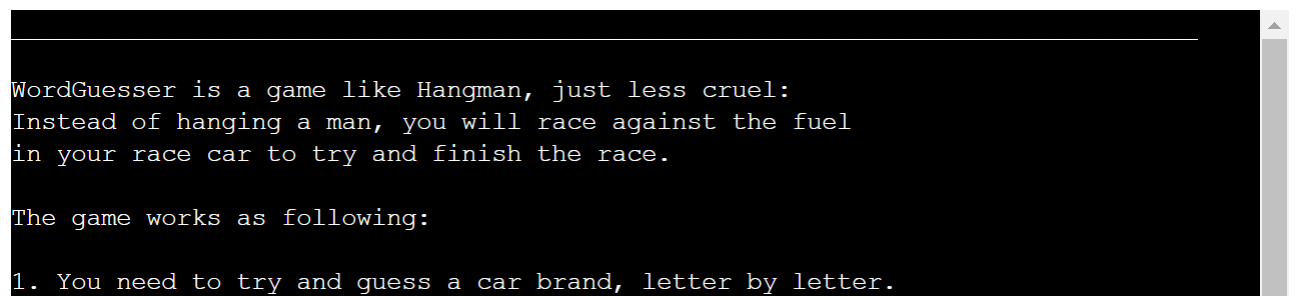 WordGuesser is a game like Hangman, just less cruel:
Instead of hanging a man, you will race against the fuel
in your race car to try and finish the race.
The game works as following:
1. You need to try and guess a car brand, letter by letter.